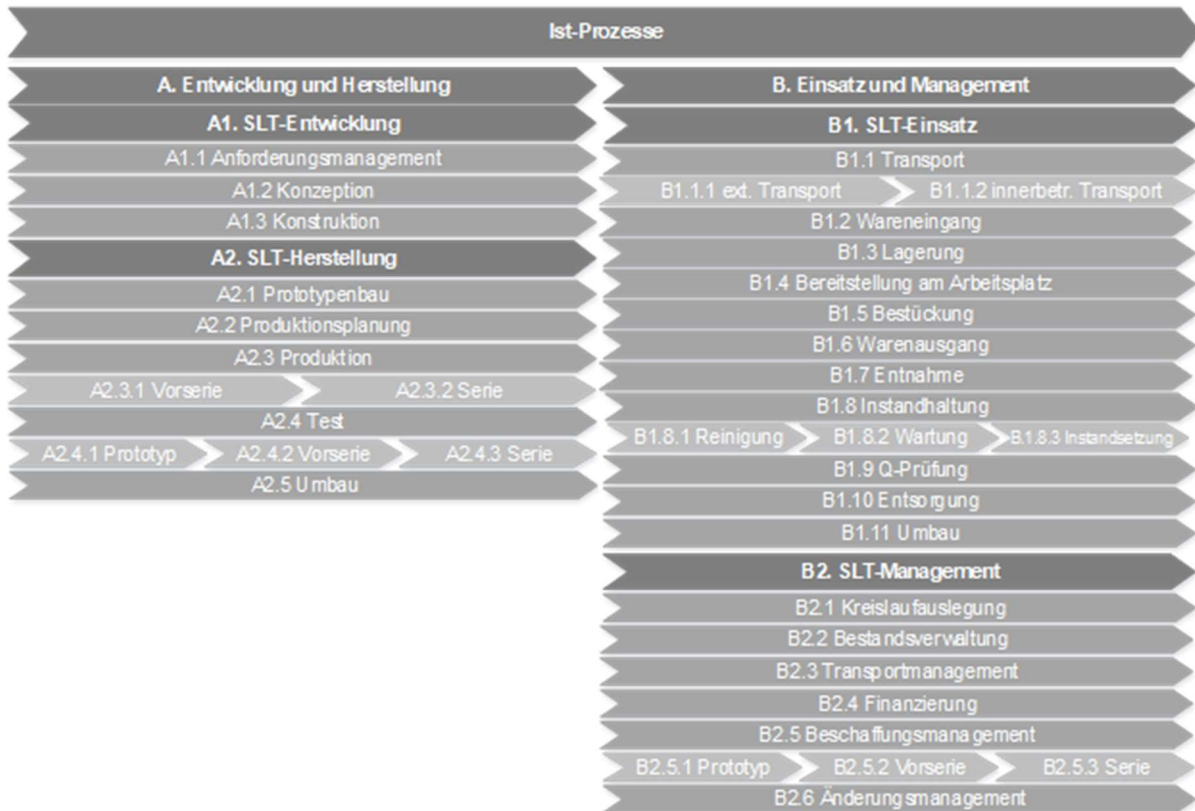 Ist-Prozesse
A. Entwicklung und Herstellung
A1. SLT-Entwicklung
A1.1 Anforderungsmanagement
A1.2 Konzeption
A1.3 Konstruktion
A2. SLT-Herstellung
A2.1 Prototypenbau
A2.2 Produktionsplanung
A2.3 Produktion
A2.3.1 Vorserie A2.3.2 Serie
A2.4 Test
A2.4.1 Prototyp A2.4.2 Vorserie A2.4.3 Serie
A2.5 Umbau
B. Einsatz und Management
B1. SLT-Einsatz
B1.1 Transport
B1.1.1 ext. Transport B1.1.2 innerbetr. Transport
B1.2 Wareneingang
B1.3 Lagerung
B1.4 Bereitstellung am Arbeitsplatz
B1.5 Bestückung
B1.6 Warenausgang
B1.7 Entnahme
B1.8 Instandhaltung
B1.8.1 Reinigung B1.8.2 Wartung B.1.8.3 Instandsetzung
B1.9 Q-Prüfung
B1.10 Entsorgung
B1.11 Umbau
B2. SLT-Management
B2.1 Kreislaufauslegung
B2.2 Bestandsverwaltung
B2.3 Transportmanagement
B2.4 Finanzierung
B2.5 Beschaffungsmanagement
B2.5.1 Prototyp B2.5.2 Vorserie B2.5.3 Serie
B2.6 Änderungsmanagement